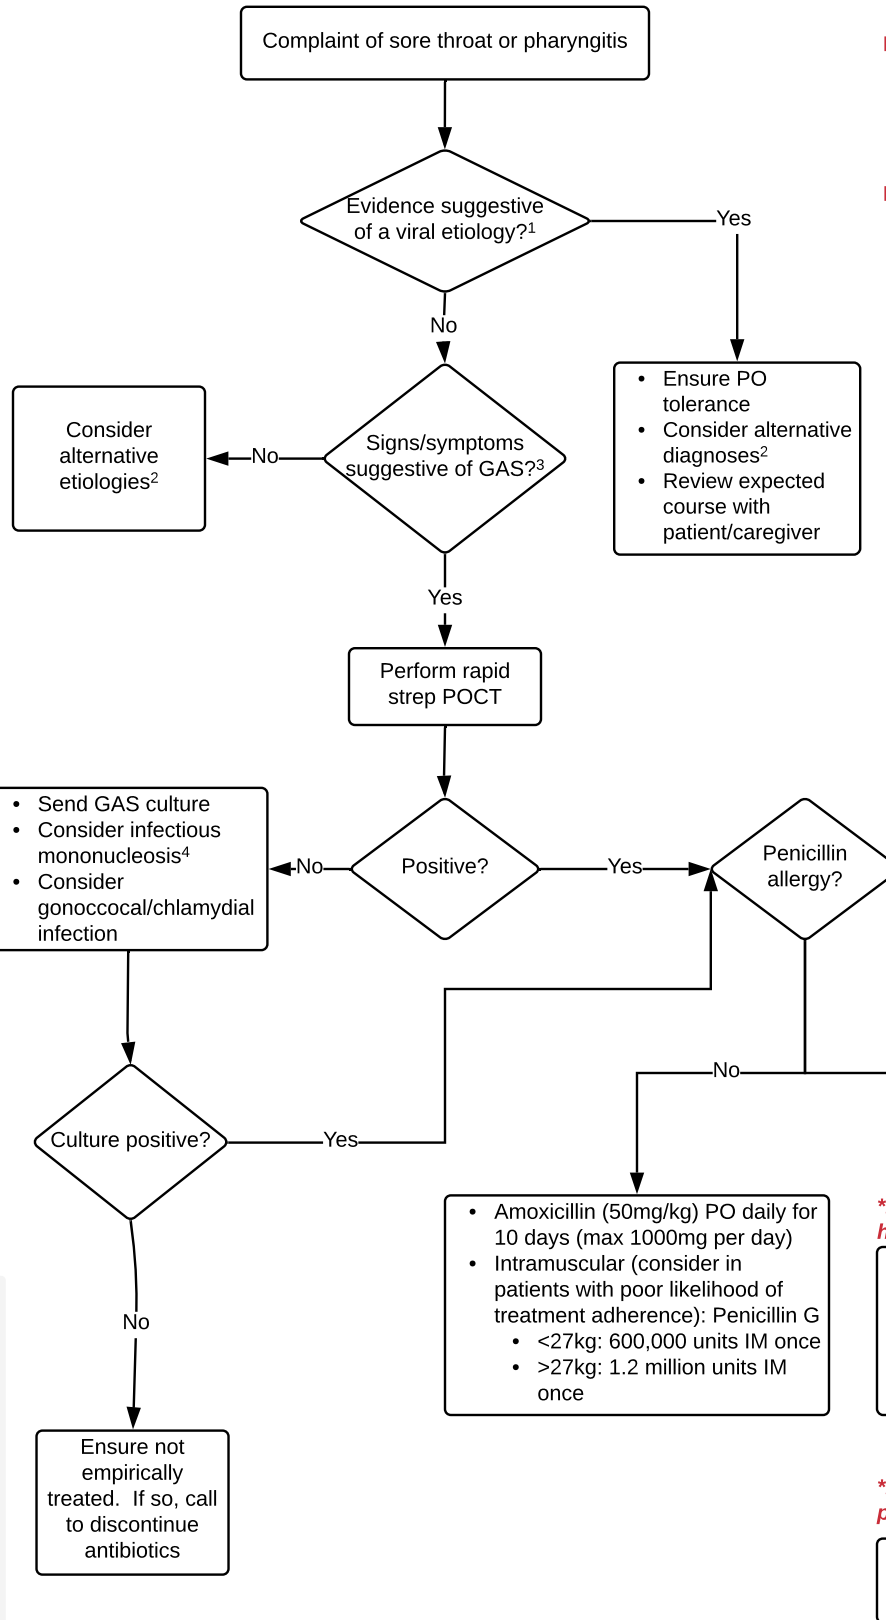 Complaint of sore throat or pharyngitis
Evidence suggestive
of a viral etiology?1
Yes
No
• Ensure PO
tolerance
• Consider alternative
diagnoses2
• Review expected
course with
patient/caregiver
Consider
alternative
etiologies2
No
Signs/symptoms
suggestive of GAS?3
Yes
Perform rapid
strep POCT
• Send GAS culture
• Consider infectious
mononucleosis4
• Consider
gonoccocal/chlamydial
infection
No
Positive?
Yes
Penicillin
allergy?
No
Culture positive?
Yes
• Amoxicillin (50mg/kg) PO daily for
10 days (max 1000mg per day)
• Intramuscular (consider in
patients with poor likelihood of
treatment adherence): Penicillin G
• <27kg: 600,000 units IM once
• >27kg: 1.2 million units IM
once
No
Ensure not
empirically
treated.  If so, call
to discontinue
antibiotics